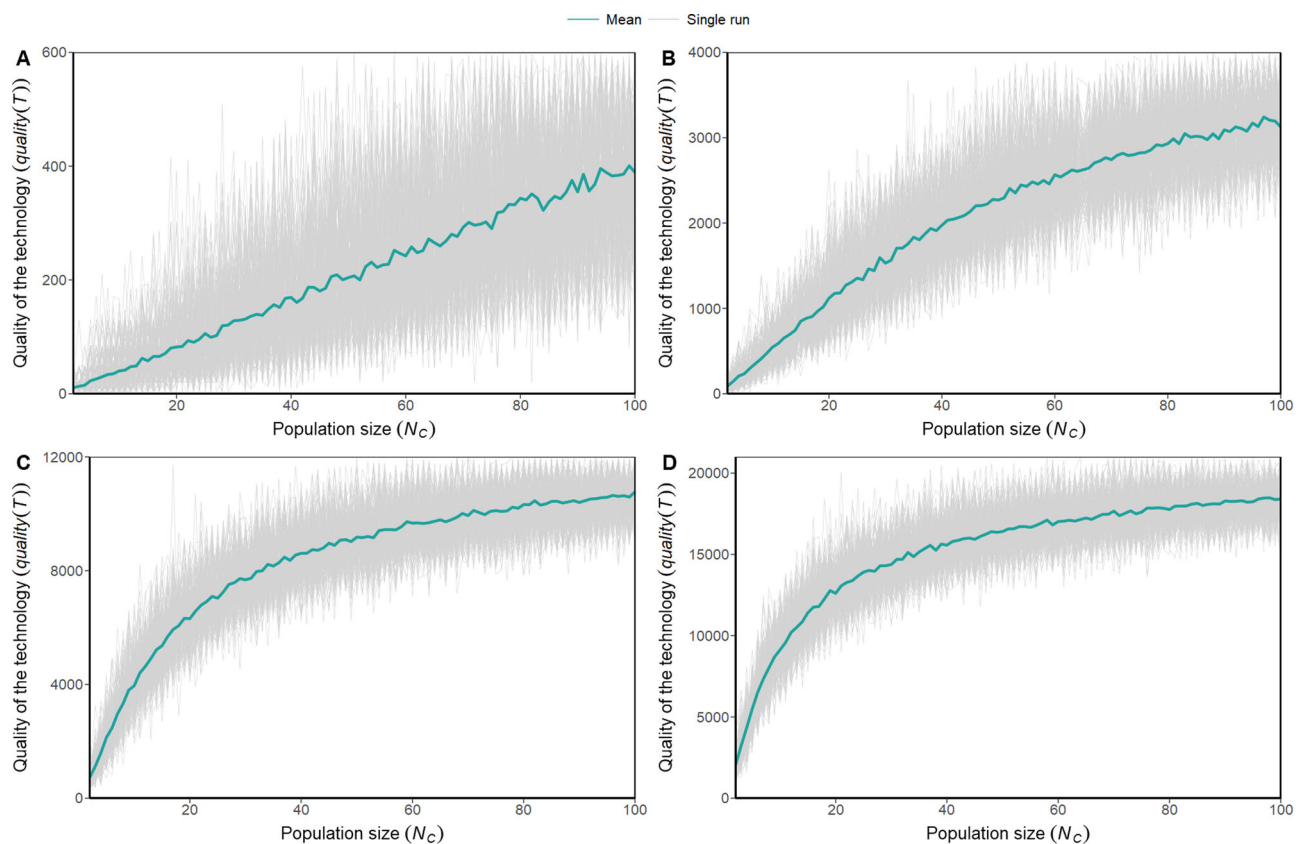 Mean Single run
A
600
400
200
0
Quality of the technology (quality(T))
20 40 60 80 100
Population size (N_C)
B
4000
3000
2000
1000
0
Quality of the technology (quality(T))
20 40 60 80 100
Population size (N_C)
C
12000
8000
4000
0
Quality of the technology (quality(T))
20 40 60 80 100
Population size (N_C)
D
20000
15000
10000
5000
0
Quality of the technology (quality(T))
20 40 60 80 100
Population size (N_C)